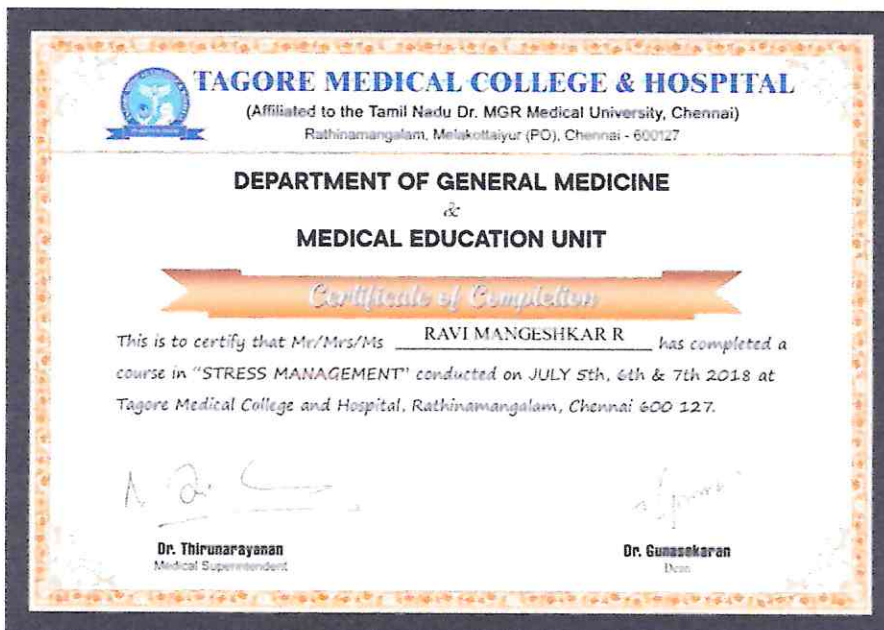 TAGORE MEDICAL COLLEGE & HOSPITAL
(Affiliated to the Tamil Nadu Dr. MGR Medical University, Chennai)
Rathinamangalam, Melakottaiyur (PO), Chennai - 600127
DEPARTMENT OF GENERAL MEDICINE
&
MEDICAL EDUCATION UNIT
Certificate of Completion
This is to certify that Mr/Mrs/Ms RAVI MANGESHKAR R has completed a
course in "STRESS MANAGEMENT" conducted on JULY 5th, 6th & 7th 2018 at
Tagore Medical College and Hospital, Rathinamangalam, Chennai 600 127.
Dr. Thirunarayanan
Medical Superintendent
Dr. Gunasekaran
Dean